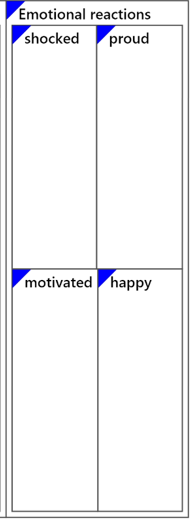 Emotional reactions
shocked
proud
motivated
happy